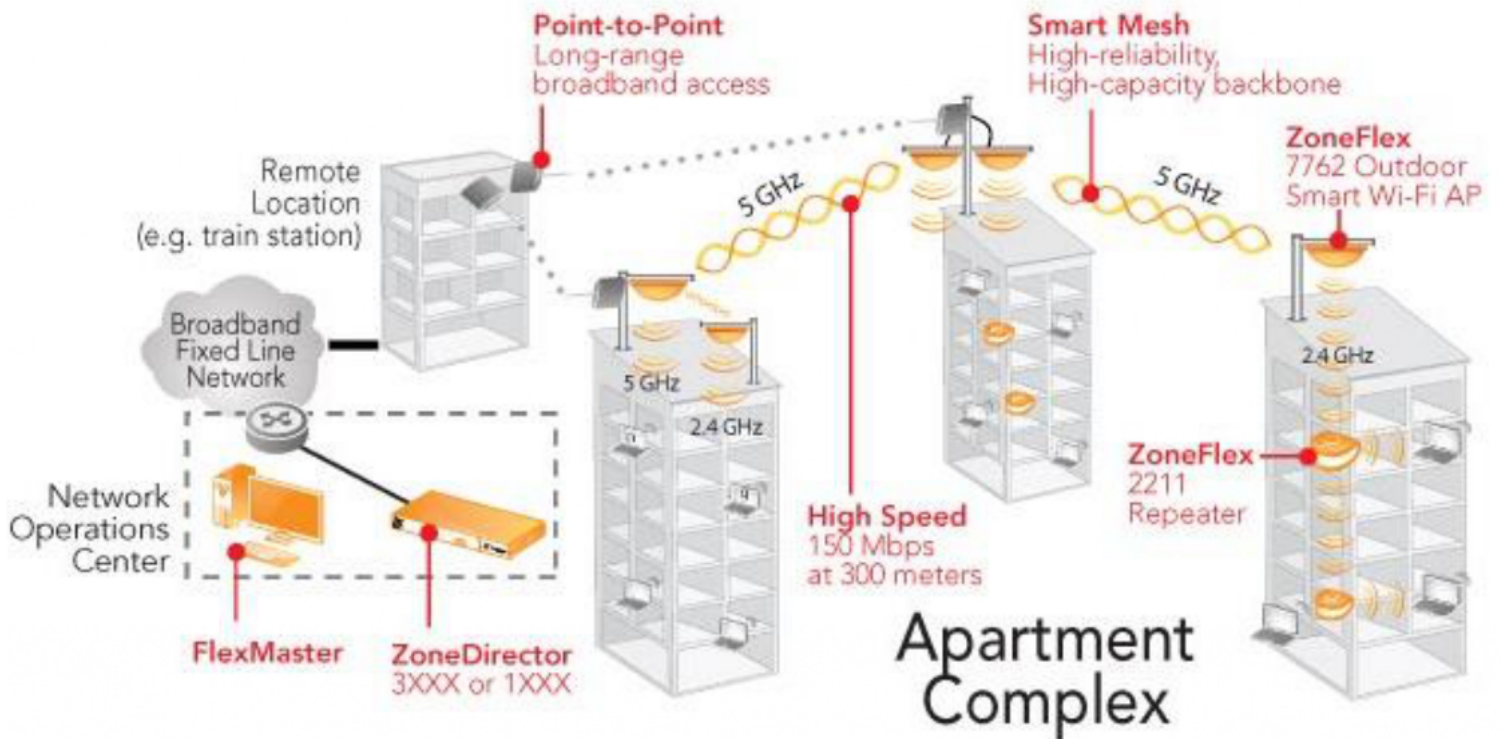 Point-to-Point
Long-range
broadband access
Smart Mesh
High-reliability,
High-capacity backbone
ZoneFlex
7762 Outdoor
Smart Wi-Fi AP
Remote
Location
(e.g. train station)
5 GHz
5 GHz
Broadband
Fixed Line
Network
5 GHz
2.4 GHz
2.4 GHz
ZoneFlex
2211
Repeater
Network
Operations
Center
High Speed
150 Mbps
at 300 meters
FlexMaster
ZoneDirector
3XXX or 1XXX
Apartment
Complex